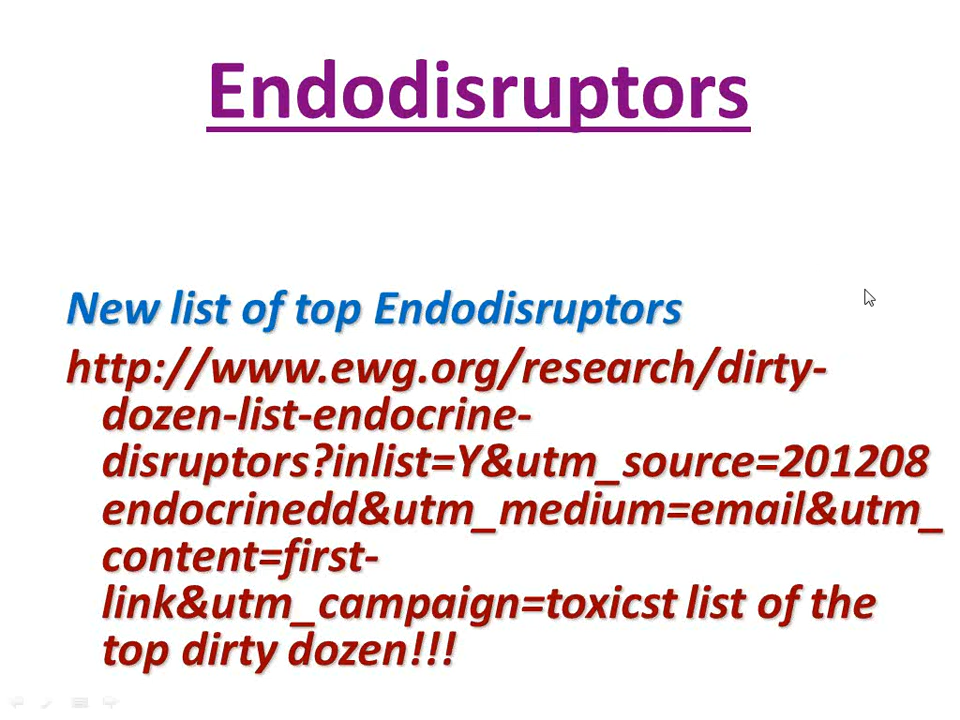 Endodisruptors
New list of top Endodisruptors
http://www.ewg.org/research/dirty-
dozen-list-endocrine-
disruptors?inlist=Y&utm_source=201208
endocrinedd&utm_medium=email&utm_
content=first-
link&utm_campaign=toxicst list of the
top dirty dozen!!!